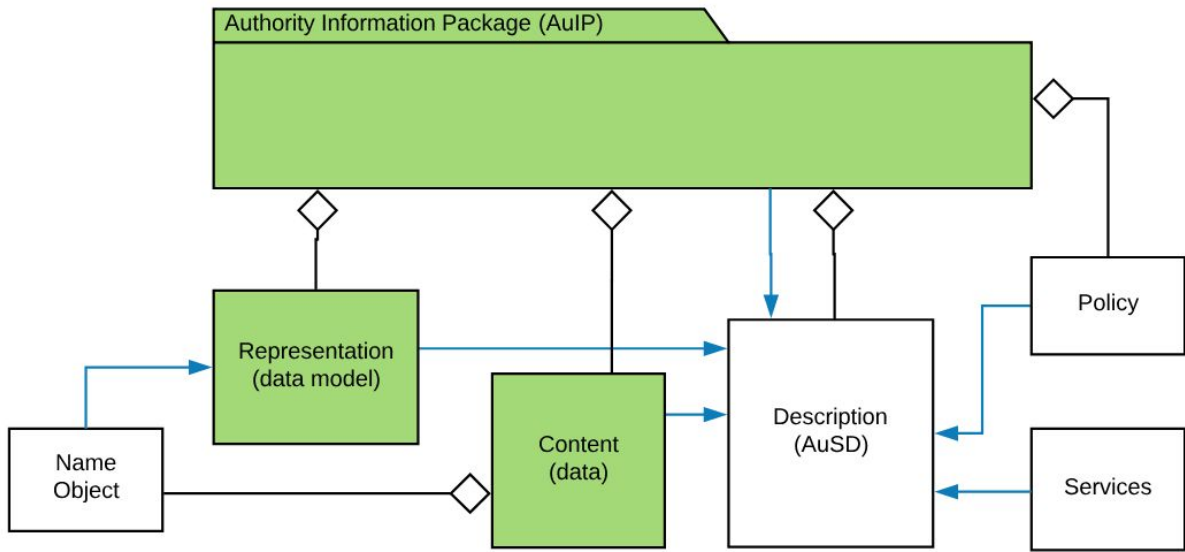 Authority Information Package (AuIP)
Representation
(data model)
Policy
Name
Object
Content
(data)
Description
(AuSD)
Services